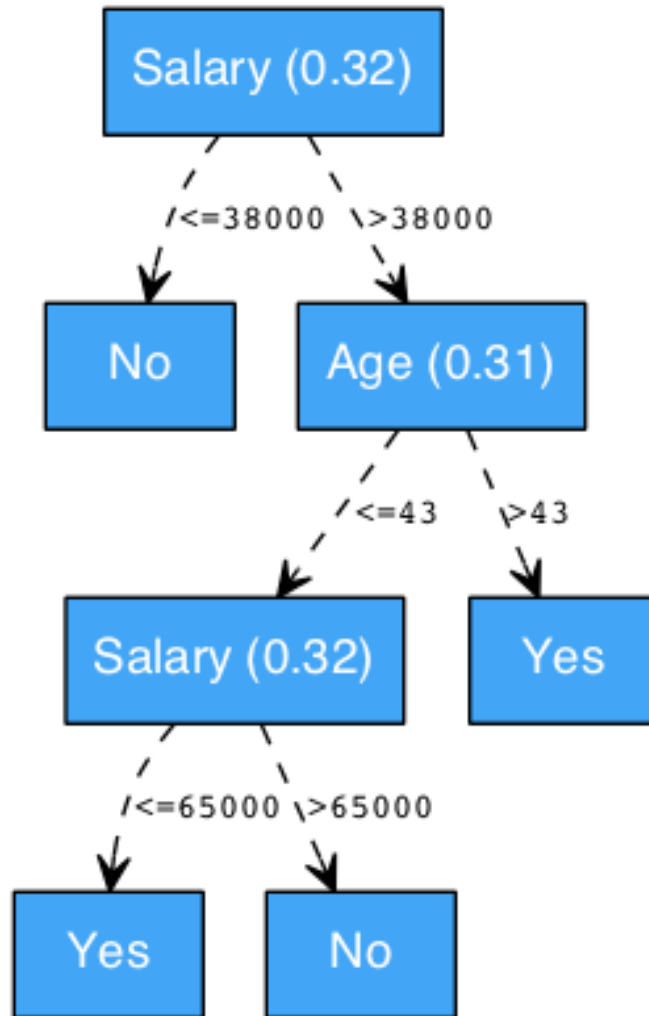 Salary (0.32)
<=38000
>38000
No
Age (0.31)
<=43
>43
Salary (0.32)
Yes
<=65000
>65000
Yes
No